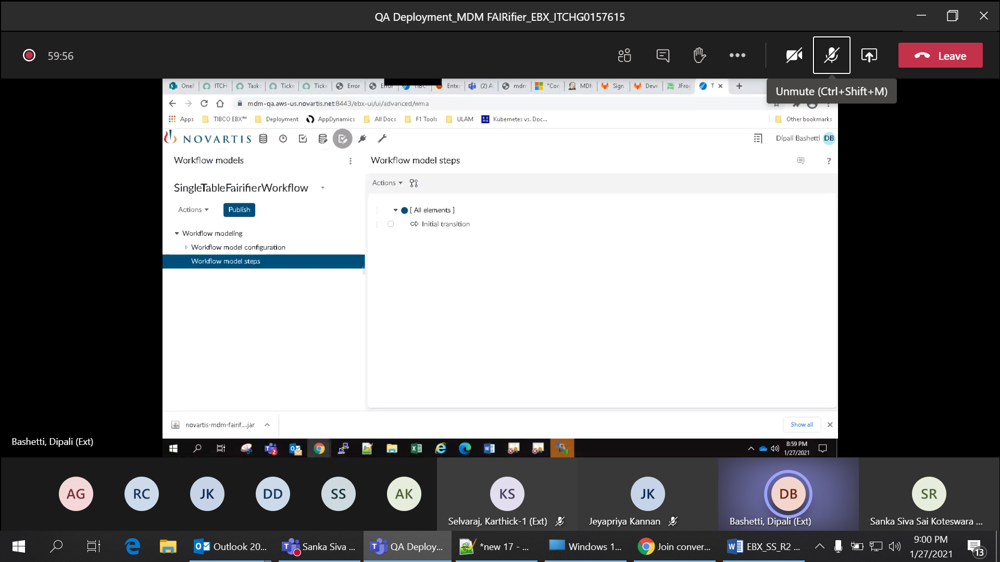 QA Deployment_MDM FAIRifier_EBX_ITCHG0157615
59:56
Leave
Unmute (Ctrl+Shift+M)
ITCH Task Ticke Ticke Error Enter (2) A "Con MDM Sign Deve JFrog T
mdm-qa.aws-us.novartis.net:8443/ebx-ui/ui/advanced/wma
Apps TIBCO EBX™ Deployment AppDynamics All Docs F1 Tools ULAM Kubernetes vs. Doc... Other bookmarks
NOVARTIS Dipali Bashetti DB
Workflow models
Workflow model steps ?
SingleTableFairifierWorkflow
Actions
Actions Publish
[ All elements ]
Initial transition
Workflow modeling
Workflow model configuration
Workflow model steps
novartis-mdm-fairif....jar Show all
Bashetti, Dipali (Ext)
2
8:59 PM
1/27/2021
AG RC JK DD SS AK KS JK DB SR
Selvaraj, Karthick-1 (Ext) Jeyapriya Kannan Bashetti, Dipali (Ext) Sanka Siva Sai Koteswara ...
Outlook 20... Sanka Siva ... QA Deploy... *new 17 - ... Windows 1... Join conver... EBX_SS_R2 ...
9:00 PM
1/27/2021
13